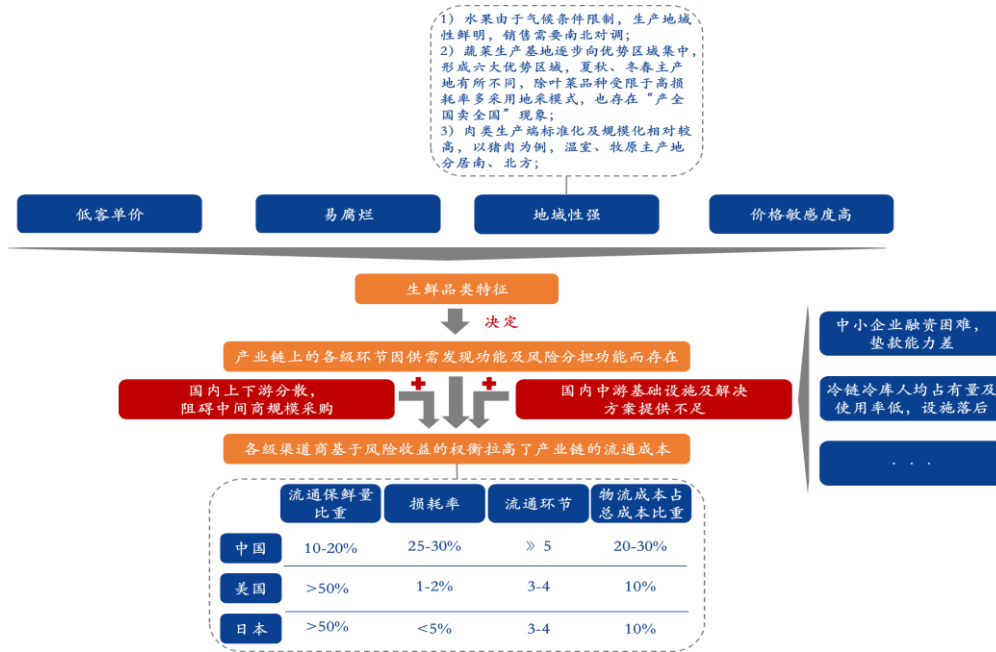 1）水果由于气候条件限制，生产地域
性鲜明，销售需要南北对调；
2）蔬菜生产基地逐步向优势区域集中，
形成六大优势区域，夏秋、冬春主产
地有所不同，除叶菜品种受限于高损
耗率多采用地采模式，也存在“产全
国卖全国”现象；
3）肉类生产端标准化及规模化相对较
高，以猪肉为例，温室、牧原主产地
分居南、北方；
低客单价
易腐烂
地域性强
价格敏感度高
生鲜品类特征
决定
产业链上的各级环节因供需发现功能及风险分担功能而存在
国内上下游分散，
阻碍中间商规模采购
国内中游基础设施及解决
方案提供不足
中小企业融资困难，
垫款能力差
冷链冷库人均占有量及
使用率低，设施落后
. . .
各级渠道商基于风险收益的权衡拉高了产业链的流通成本
流通保鲜量
比重
损耗率
流通环节
物流成本占
总成本比重
中国 10-20% 25-30% ≫ 5 20-30%
美国 >50% 1-2% 3-4 10%
日本 >50% <5% 3-4 10%